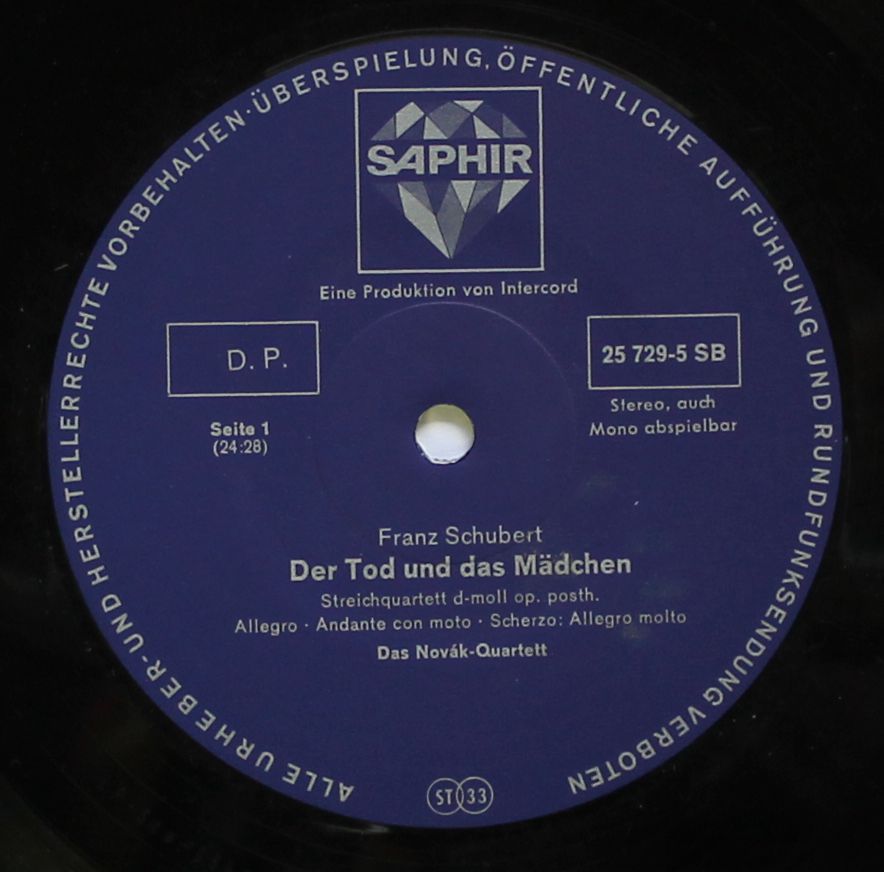 ALLE URHEBER- UND HERSTELLERRECHTE VORBEHALTEN·ÜBERSPIELUNG, ÖFFENTLICHE AUFFÜHRUNG UND RUNDFUNKSENDUNG VERBOTEN
SAPHIR
Eine Produktion von Intercord
D. P.
25 729-5 SB
Seite 1
(24:28)
Stereo, auch
Mono abspielbar
Franz Schubert
Der Tod und das Mädchen
Streichquartett d-moll op. posth.
Allegro · Andante con moto · Scherzo: Allegro molto
Das Novák-Quartett
ST 33